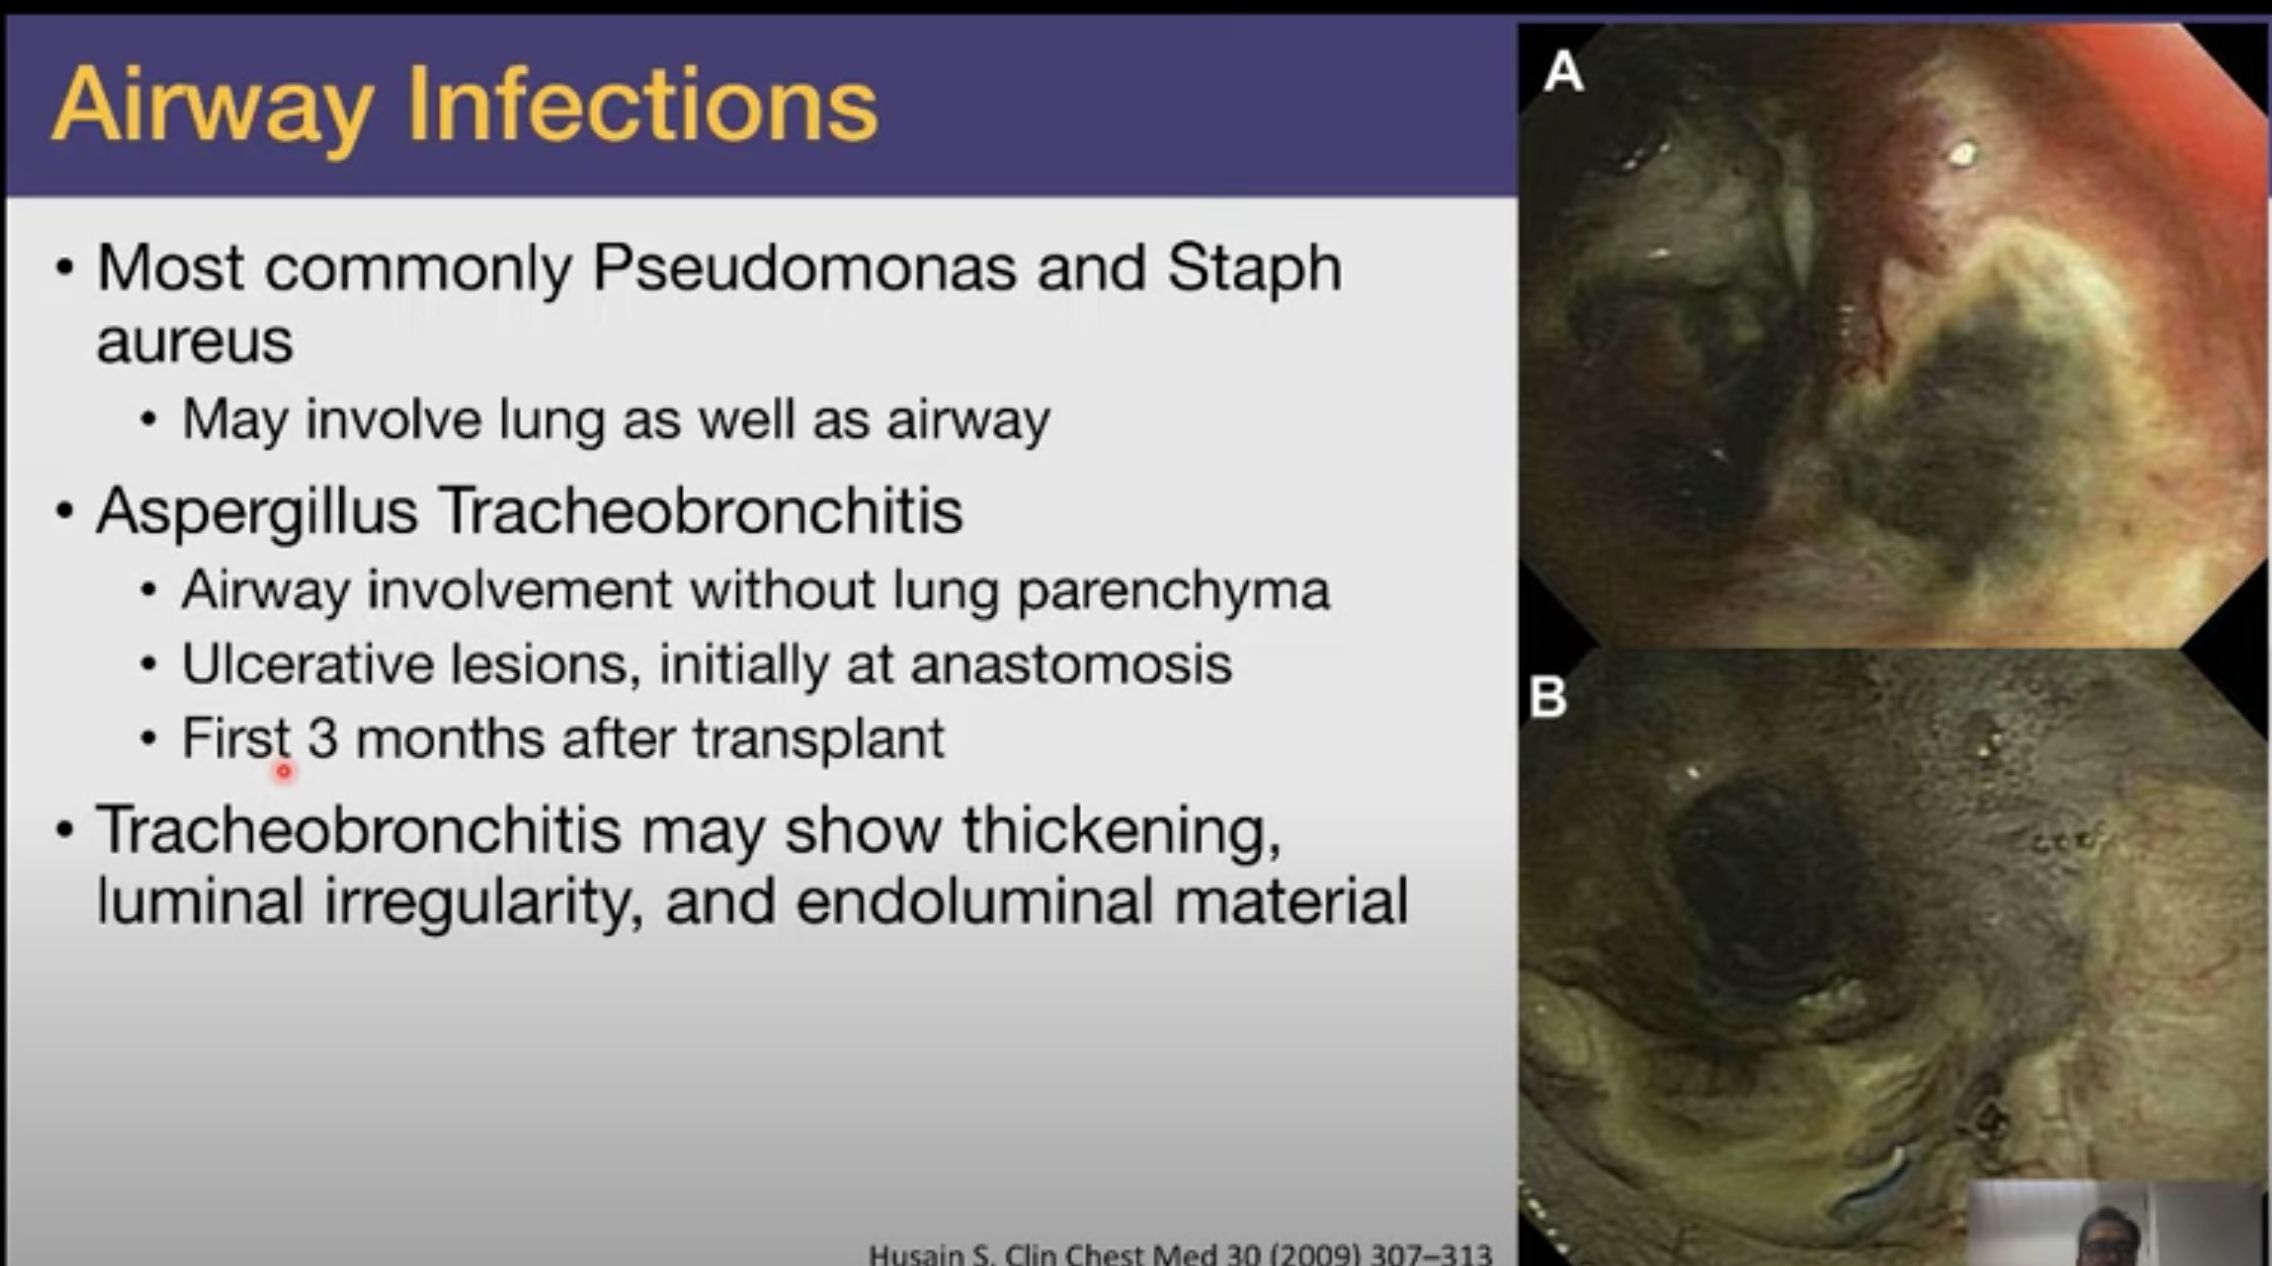 Airway Infections
A
• Most commonly Pseudomonas and Staph
aureus
• May involve lung as well as airway
• Aspergillus Tracheobronchitis
• Airway involvement without lung parenchyma
• Ulcerative lesions, initially at anastomosis
• First 3 months after transplant
B
• Tracheobronchitis may show thickening,
luminal irregularity, and endoluminal material
Husain S. Clin Chest Med 30 (2009) 307–313